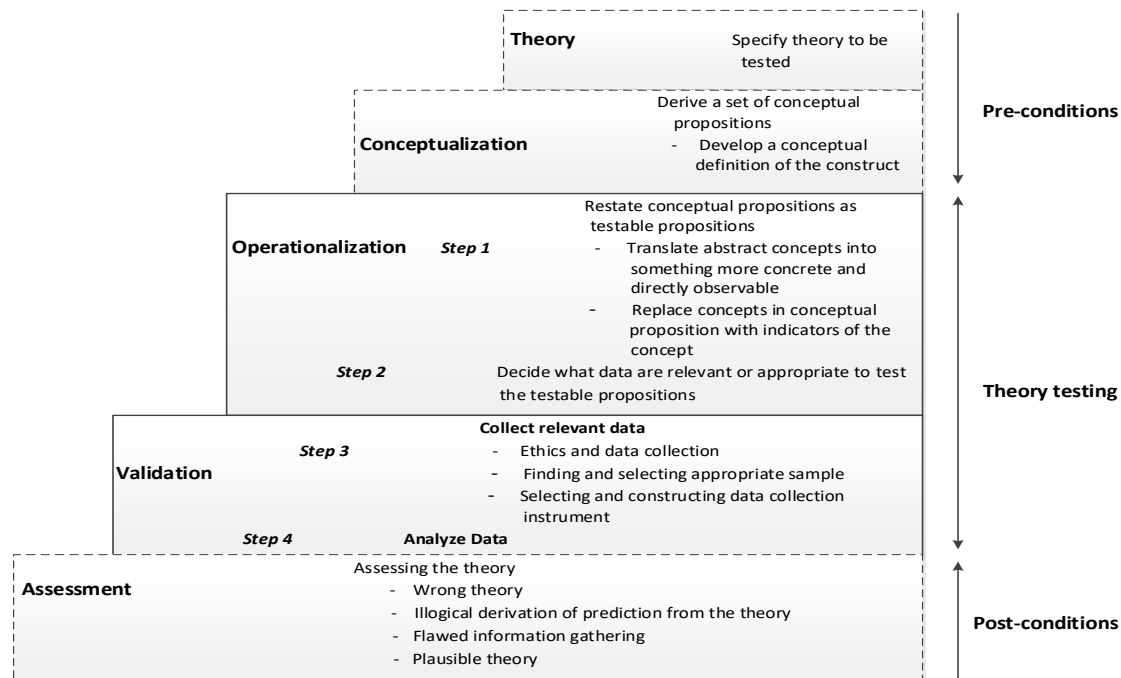 Theory
Specify theory to be
tested
Pre-conditions
Conceptualization
Derive a set of conceptual
propositions
- Develop a conceptual
definition of the construct
Operationalization
Step 1
Restate conceptual propositions as
testable propositions
- Translate abstract concepts into
something more concrete and
directly observable
- Replace concepts in conceptual
proposition with indicators of the
concept
Step 2
Decide what data are relevant or appropriate to test
the testable propositions
Theory testing
Validation
Step 3
Collect relevant data
- Ethics and data collection
- Finding and selecting appropriate sample
- Selecting and constructing data collection
instrument
Step 4
Analyze Data
Assessment
Assessing the theory
- Wrong theory
- Illogical derivation of prediction from the theory
- Flawed information gathering
- Plausible theory
Post-conditions